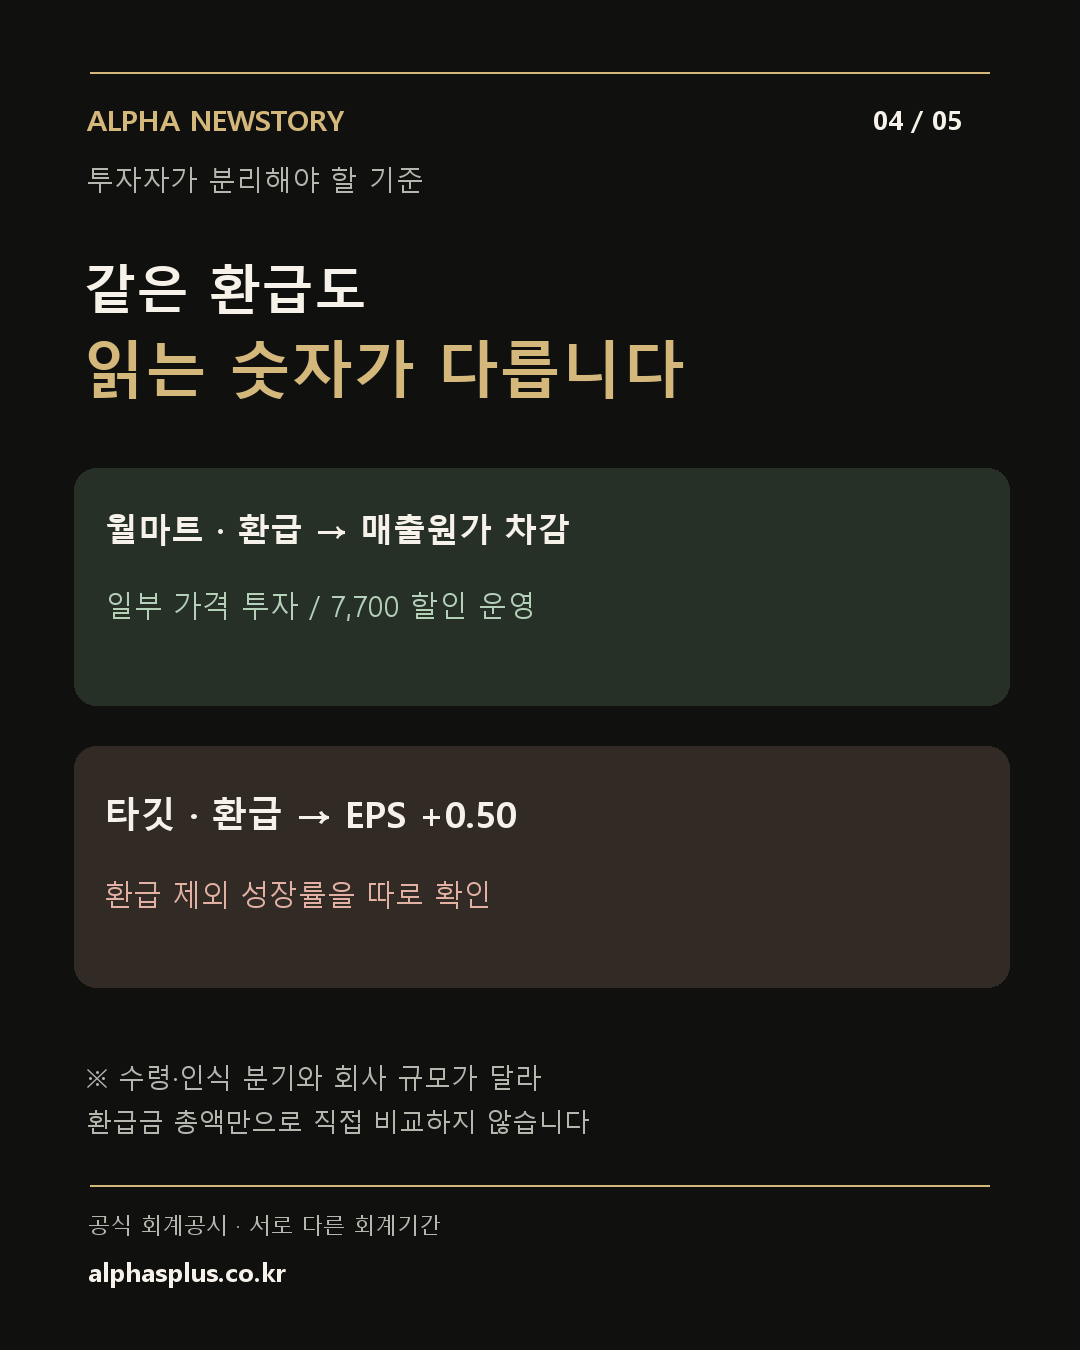 ALPHA NEWSTORY
04 / 05
투자자가 분리해야 할 기준
같은 환급도
읽는 숫자가 다릅니다
월마트 · 환급 → 매출원가 차감
일부 가격 투자 / 7,700 할인 운영
타깃 · 환급 → EPS +0.50
환급 제외 성장률을 따로 확인
※ 수령·인식 분기와 회사 규모가 달라
환급금 총액만으로 직접 비교하지 않습니다
공식 회계공시 · 서로 다른 회계기간
alphasplus.co.kr